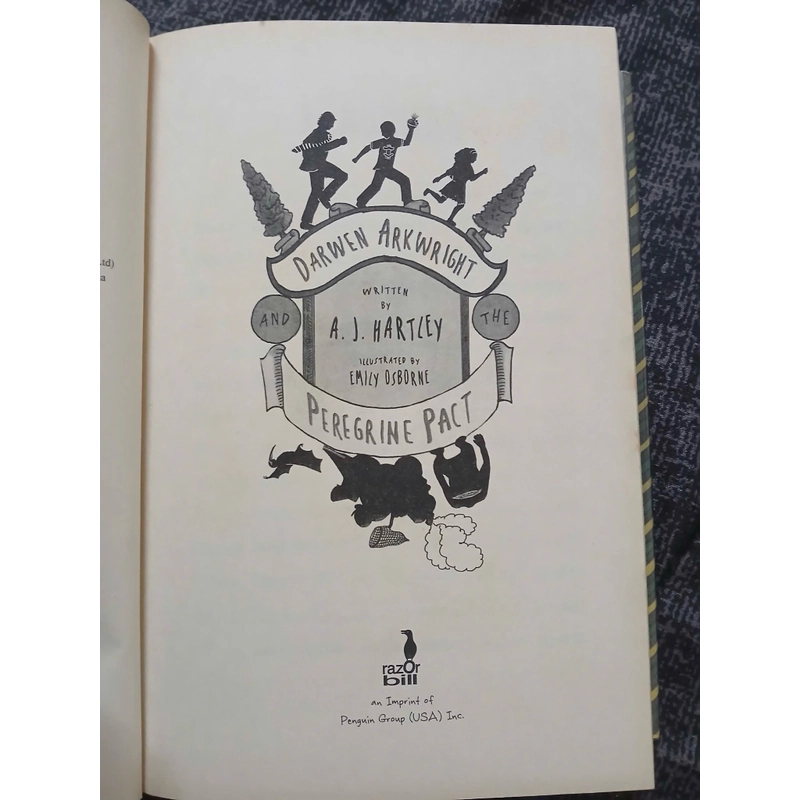 .td)
a
DARWEN ARKWRIGHT
WRITTEN
BY
A. J. HARTLEY
AND THE
ILLUSTRATED BY
EMILY OSBORNE
PEREGRINE PACT
razOr
bill
an Imprint of
Penguin Group (USA) Inc.